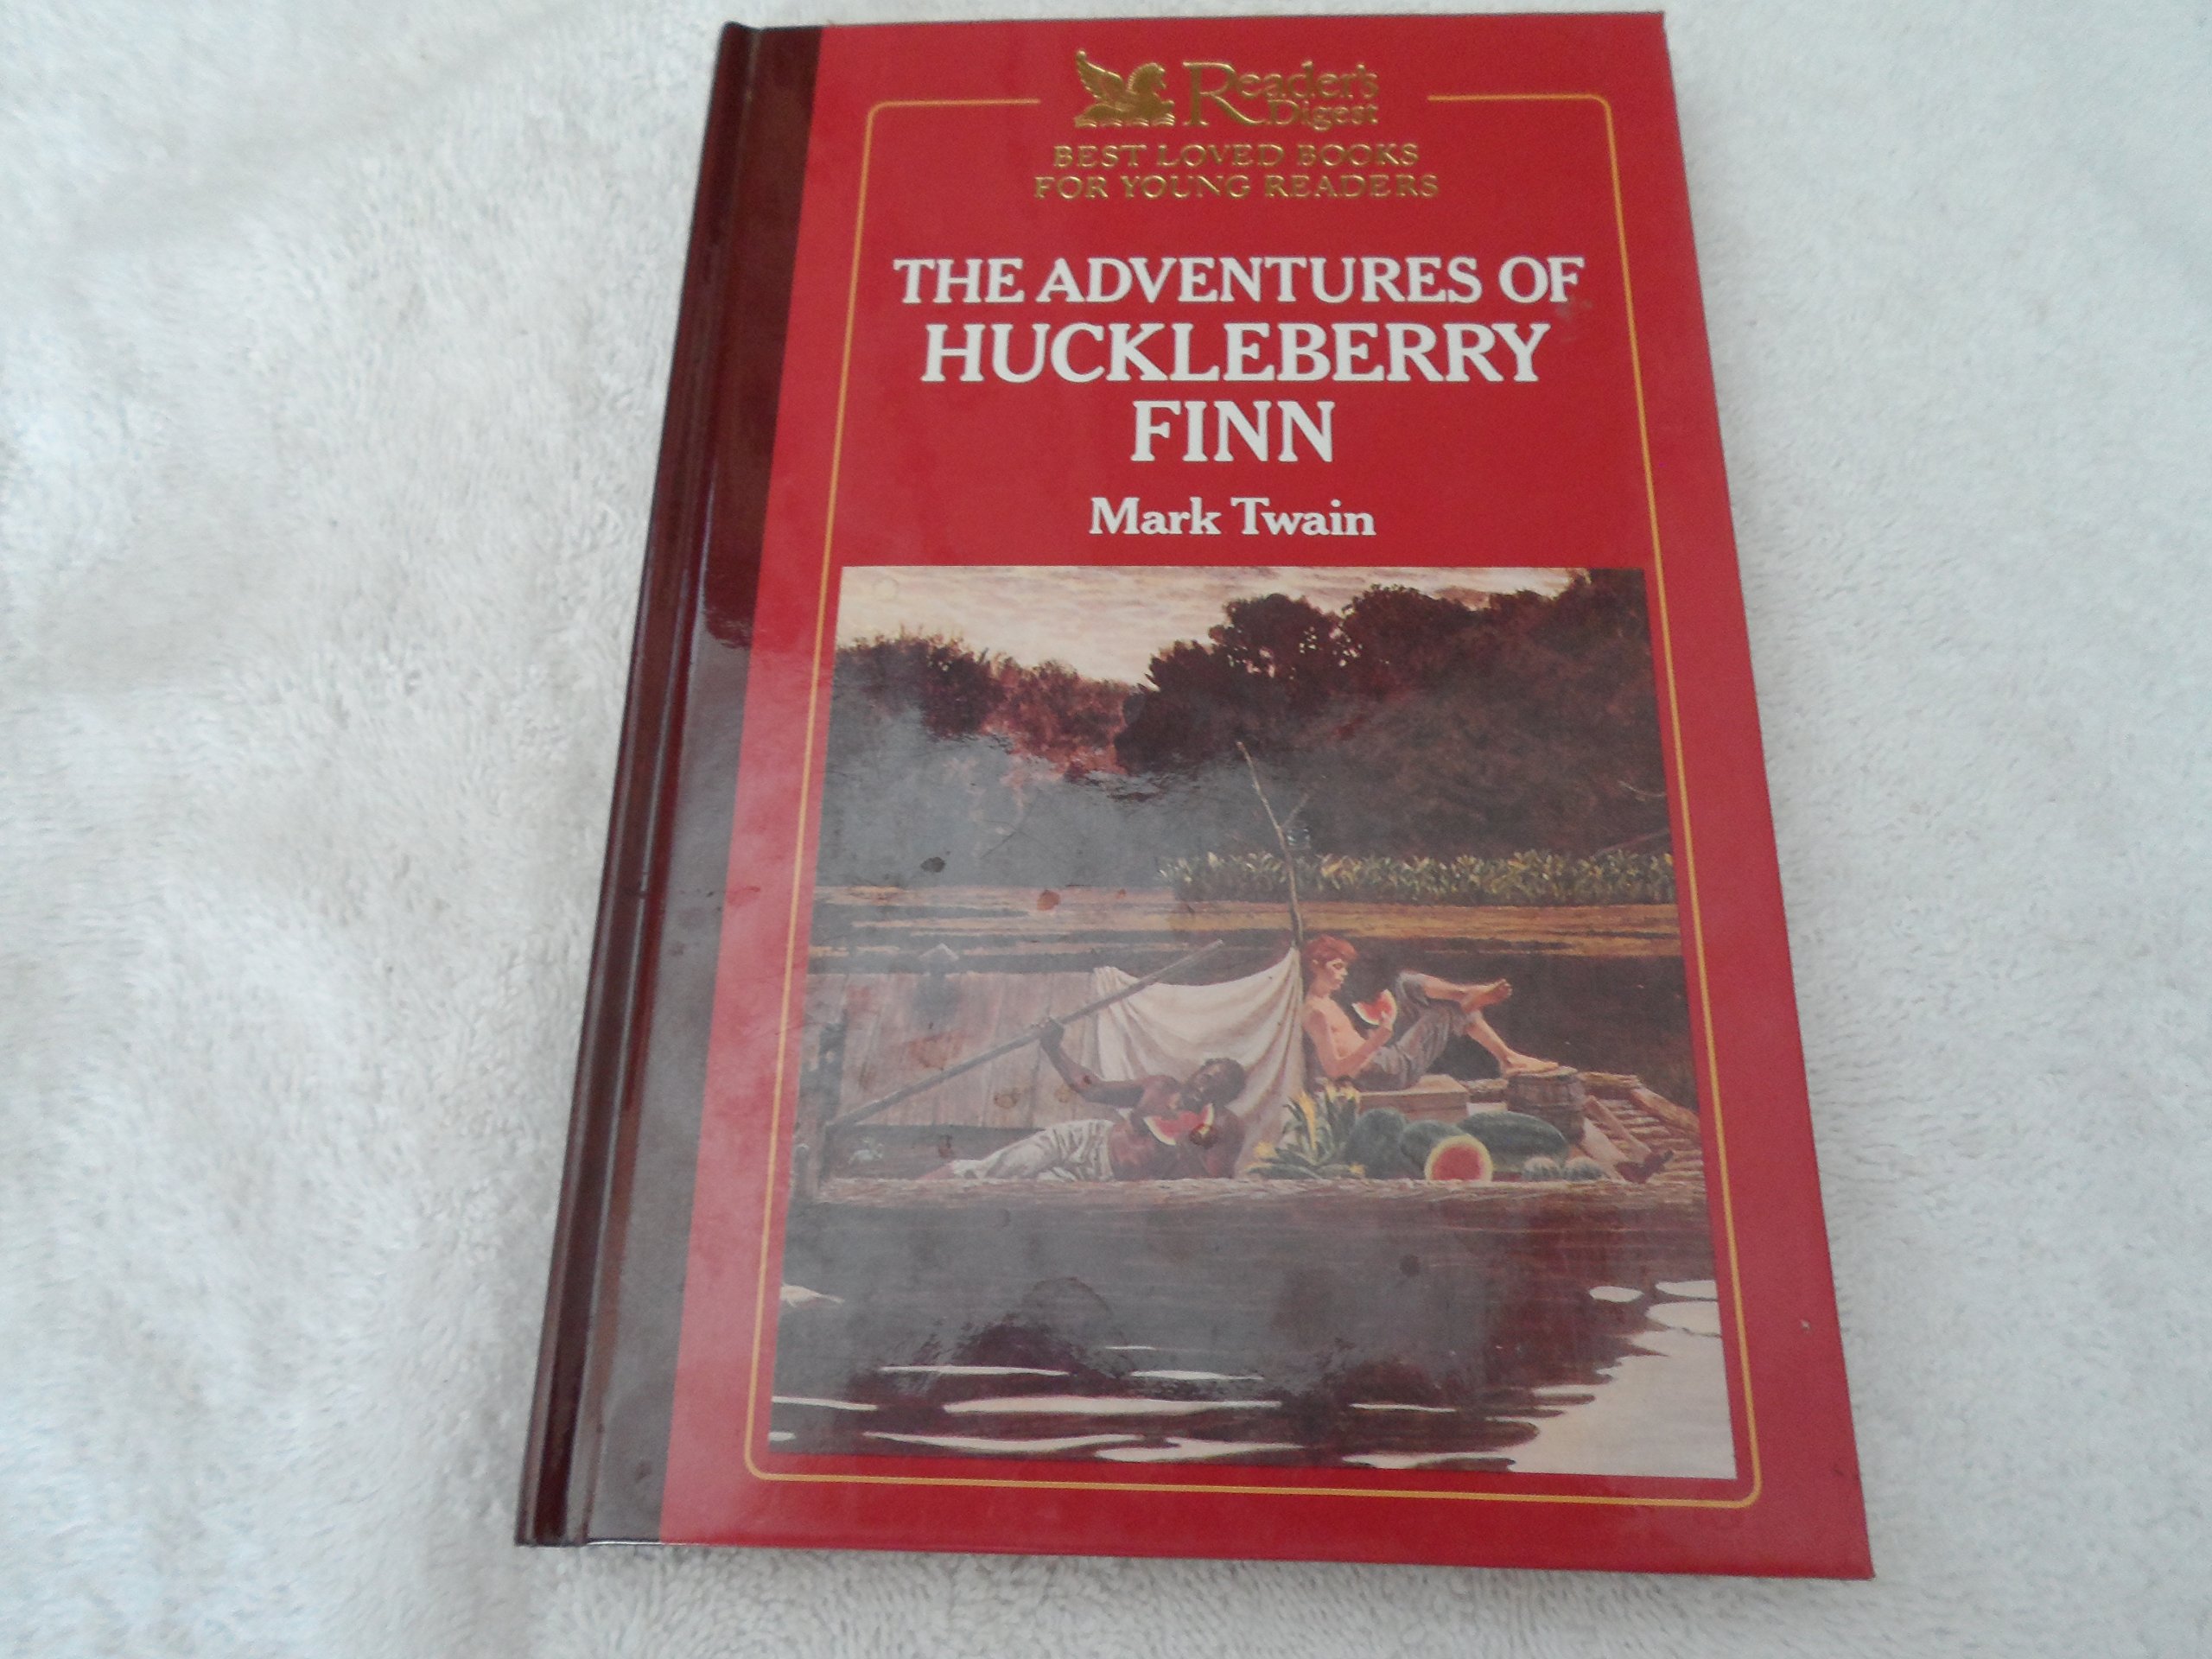 Reader's
Digest
BEST LOVED BOOKS
FOR YOUNG READERS
THE ADVENTURES OF
HUCKLEBERRY
FINN
Mark Twain